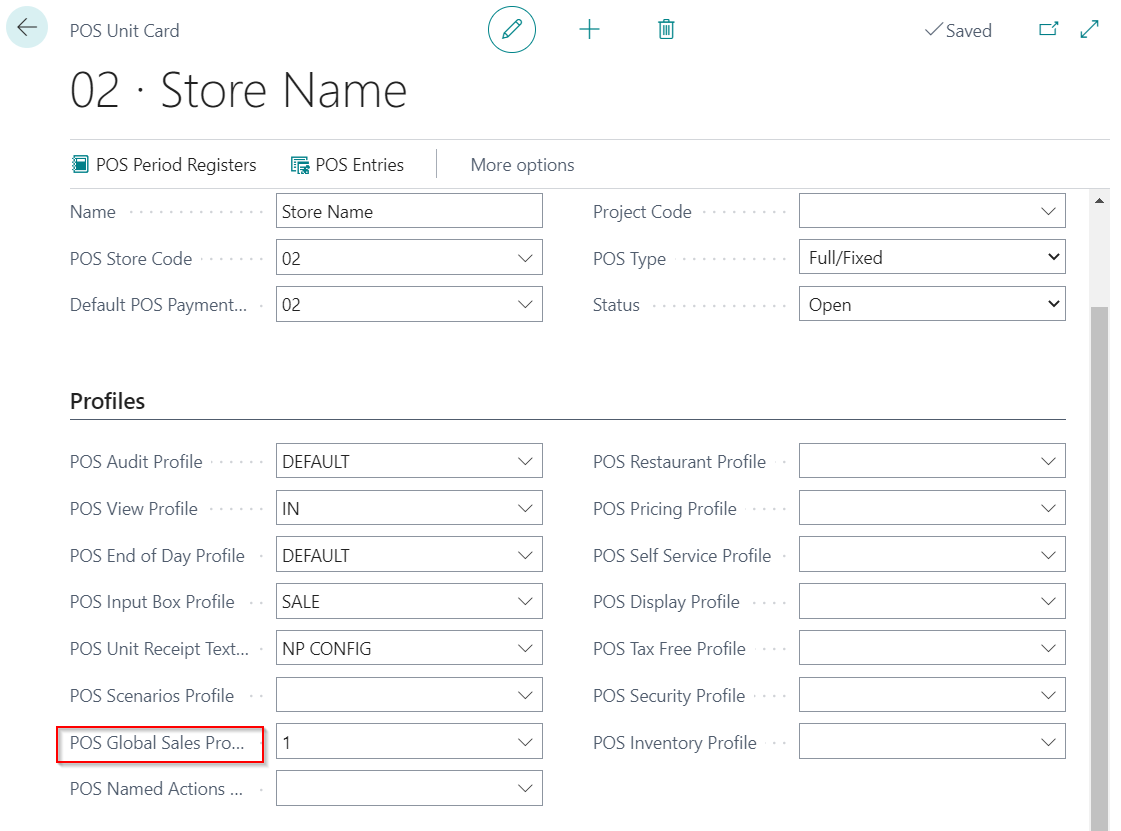 POS Unit Card
Saved
02 · Store Name
POS Period Registers
POS Entries
More options
Name
Store Name
Project Code
POS Store Code
02
POS Type
Full/Fixed
Default POS Payment...
02
Status
Open
Profiles
POS Audit Profile
DEFAULT
POS Restaurant Profile
POS View Profile
IN
POS Pricing Profile
POS End of Day Profile
DEFAULT
POS Self Service Profile
POS Input Box Profile
SALE
POS Display Profile
POS Unit Receipt Text...
NP CONFIG
POS Tax Free Profile
POS Scenarios Profile
POS Security Profile
POS Global Sales Pro...
1
POS Inventory Profile
POS Named Actions ...